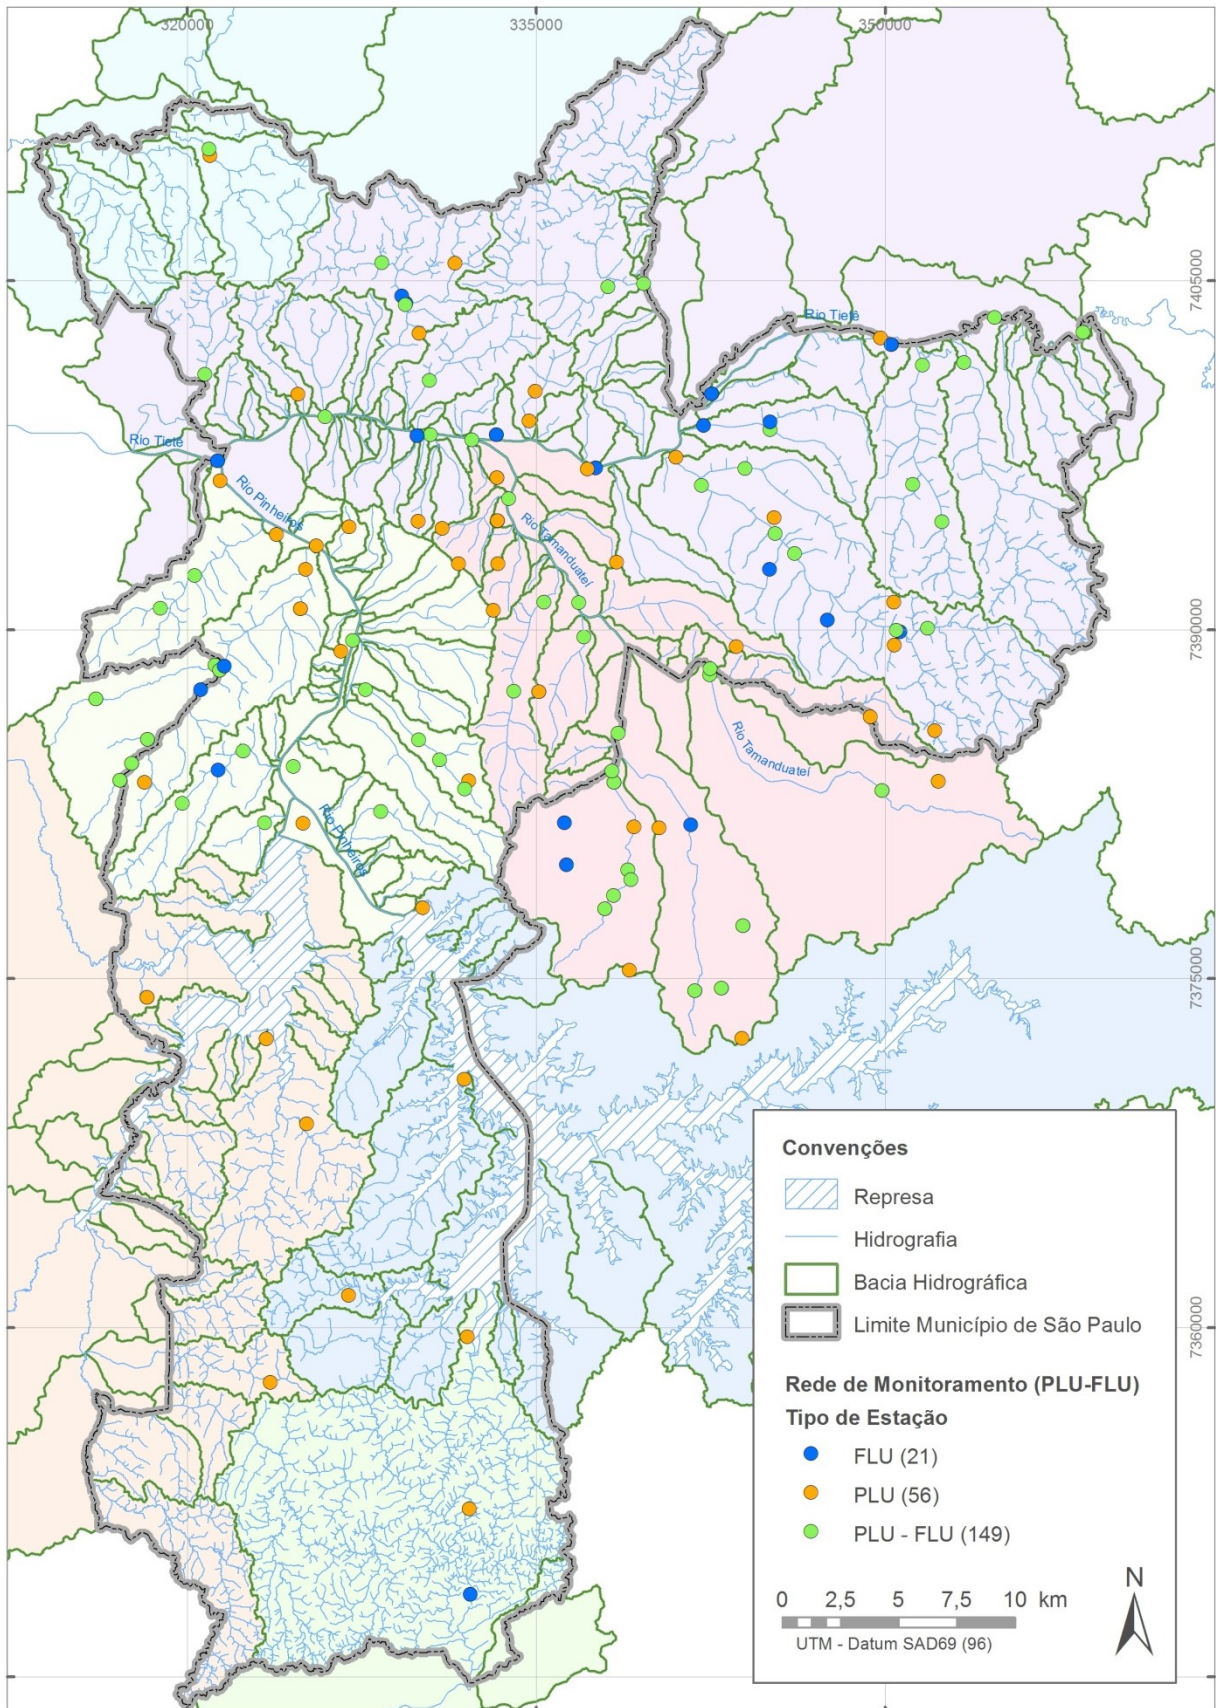 320000
335000
350000
7405000
Rio Tietê
Rio Tietê
Rio Pinheiros
Rio Tamanduateí
7390000
Rio Tamanduateí
Rio Pinheiros
7375000
7360000
Convenções
Represa
Hidrografia
Bacia Hidrográfica
Limite Município de São Paulo
Rede de Monitoramento (PLU-FLU)
Tipo de Estação
FLU (21)
PLU (56)
PLU - FLU (149)
0 2,5 5 7,5 10 km
UTM - Datum SAD69 (96)
N